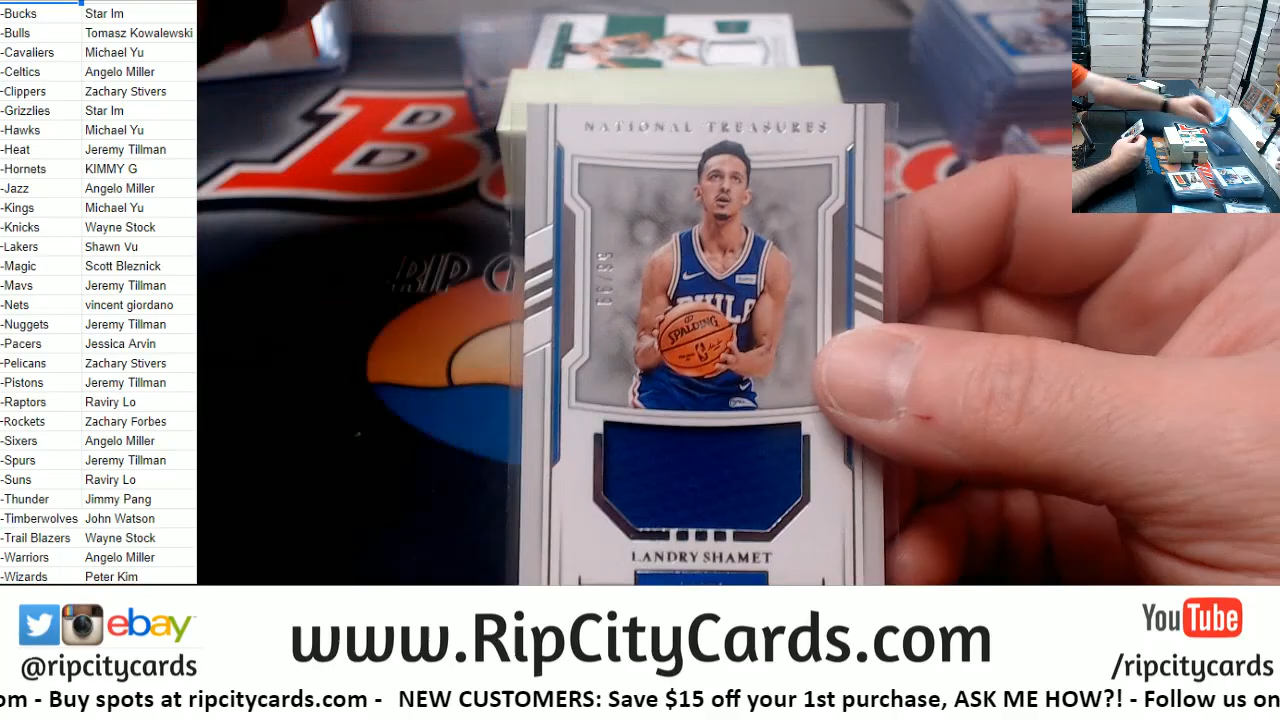 -Bucks Star Im
-Bulls Tomasz Kowalewski
-Cavaliers Michael Yu
-Celtics Angelo Miller
-Clippers Zachary Stivers
-Grizzlies Star Im
-Hawks Michael Yu
-Heat Jeremy Tillman
-Hornets KIMMY G
-Jazz Angelo Miller
-Kings Michael Yu
-Knicks Wayne Stock
-Lakers Shawn Vu
-Magic Scott Bleznick
-Mavs Jeremy Tillman
-Nets vincent giordano
-Nuggets Jeremy Tillman
-Pacers Jessica Arvin
-Pelicans Zachary Stivers
-Pistons Jeremy Tillman
-Raptors Raviry Lo
-Rockets Zachary Forbes
-Sixers Angelo Miller
-Spurs Jeremy Tillman
-Suns Raviry Lo
-Thunder Jimmy Pang
-Timberwolves John Watson
-Trail Blazers Wayne Stock
-Warriors Angelo Miller
-Wizards Peter Kim
NATIONAL TREASURES
PHILA
SPALDING
LANDRY SHAMET
RIP
ebay
@ripcitycards
www.RipCityCards.com
YouTube
/ripcitycards
om - Buy spots at ripcitycards.com - NEW CUSTOMERS: Save $15 off your 1st purchase, ASK ME HOW?! - Follow us on